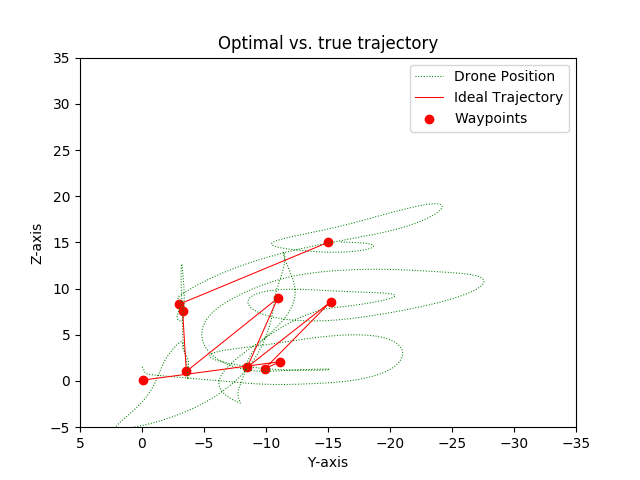 Optimal vs. true trajectory
Drone Position
Ideal Trajectory
Waypoints
Z-axis
35
30
25
20
15
10
5
0
−5
5 0 −5 −10 −15 −20 −25 −30 −35
Y-axis